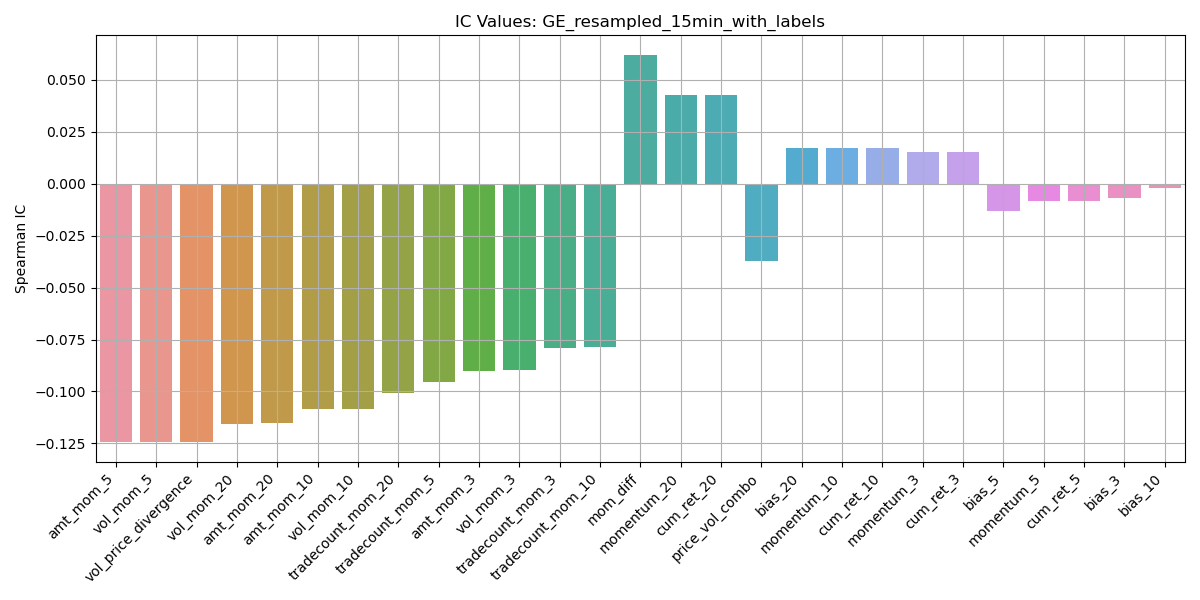 IC Values: GE_resampled_15min_with_labels
Spearman IC
0.050
0.025
0.000
−0.025
−0.050
−0.075
−0.100
−0.125
amt_mom_5
vol_mom_5
vol_price_divergence
vol_mom_20
amt_mom_20
amt_mom_10
vol_mom_10
tradecount_mom_20
tradecount_mom_5
amt_mom_3
vol_mom_3
tradecount_mom_3
tradecount_mom_10
mom_diff
momentum_20
cum_ret_20
price_vol_combo
bias_20
momentum_10
cum_ret_10
momentum_3
cum_ret_3
bias_5
momentum_5
cum_ret_5
bias_3
bias_10